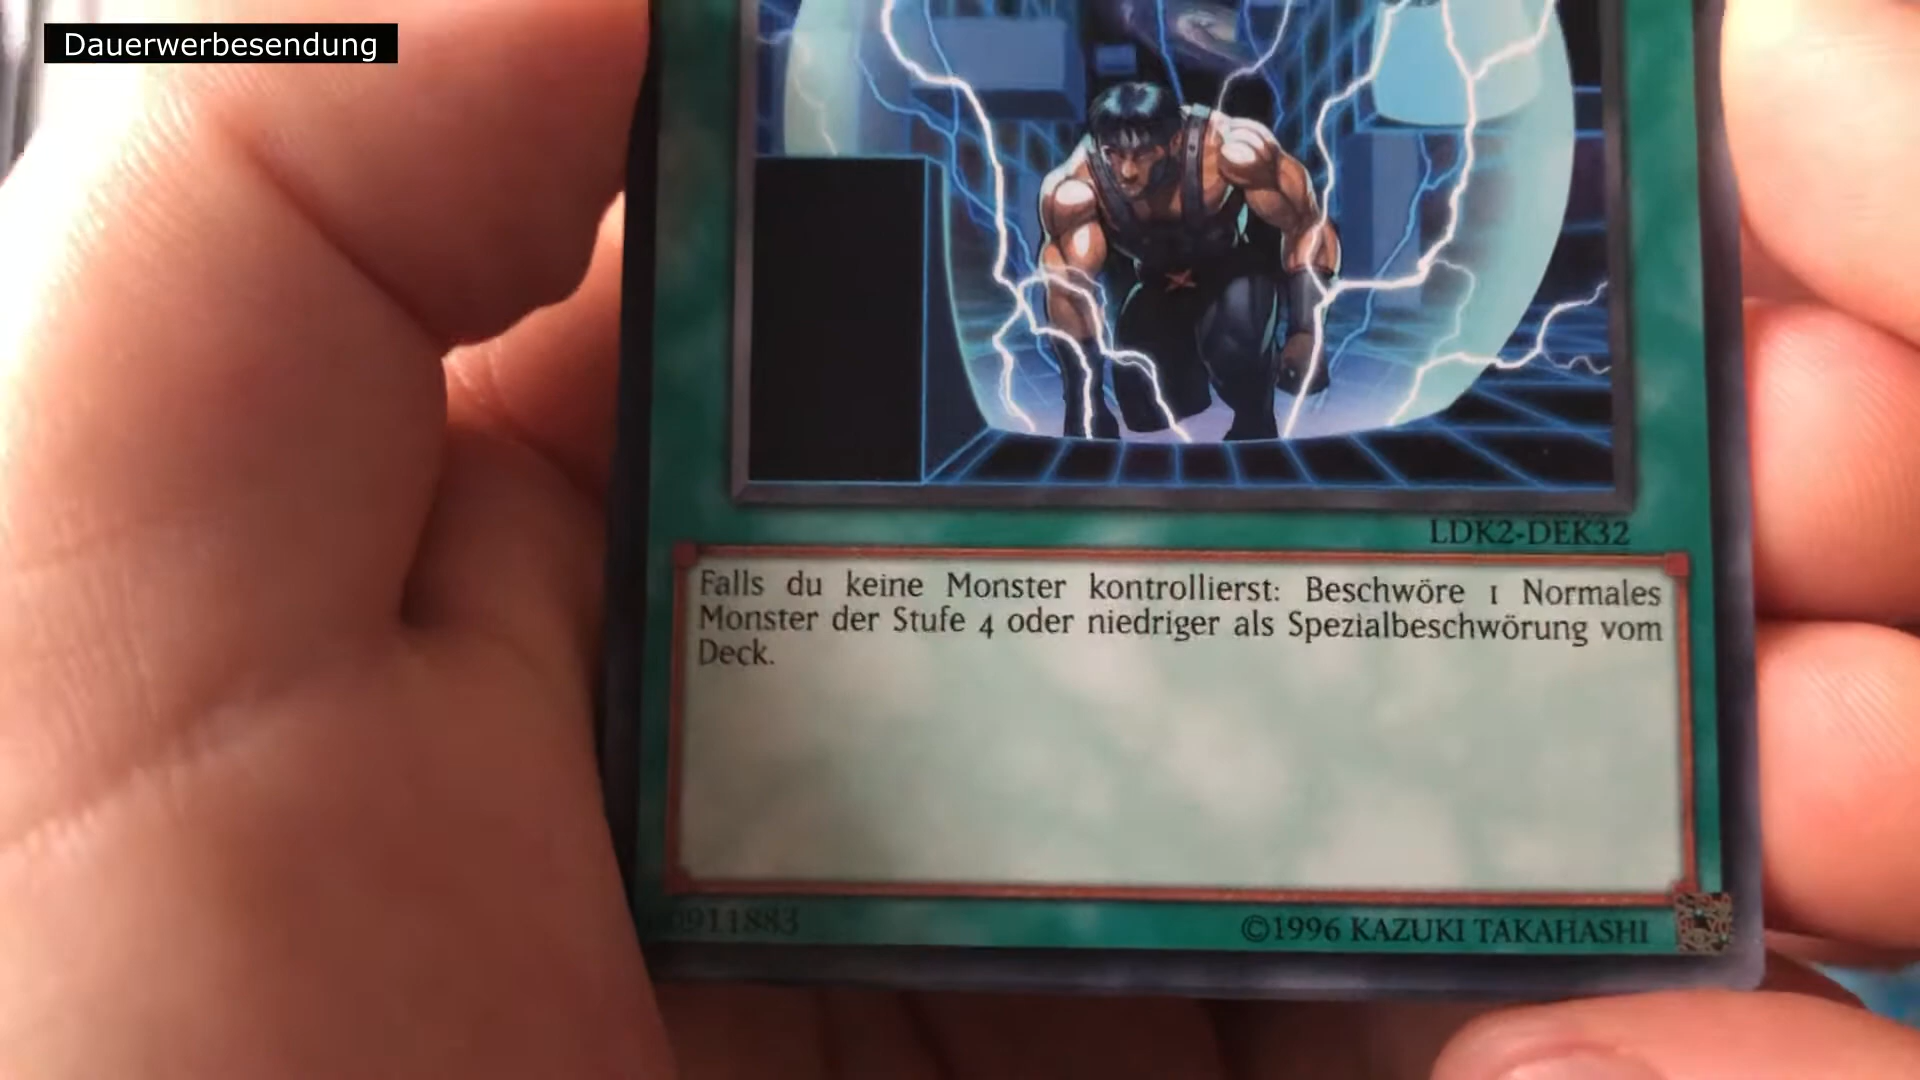 Dauerwerbesendung
LDK2-DEK32
Falls du keine Monster kontrollierst: Beschwöre 1 Normales
Monster der Stufe 4 oder niedriger als Spezialbeschwörung vom
Deck.
0911883
©1996 KAZUKI TAKAHASHI